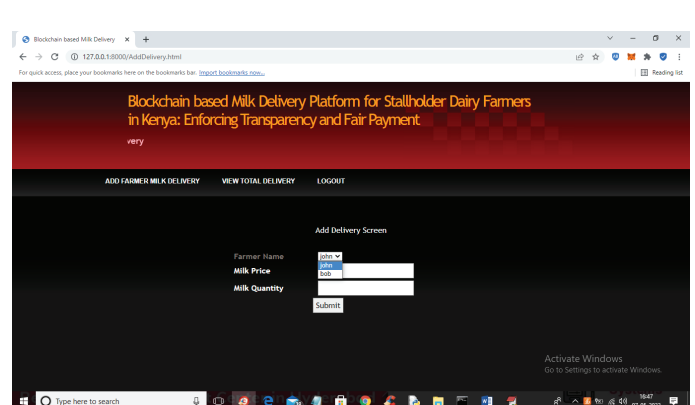 Blockchain based Milk Delivery
127.0.0.1:8000/AddDelivery.html
For quick access, place your bookmarks here on the bookmarks bar. Import bookmarks now...
Reading list
Blockchain based Milk Delivery Platform for Stallholder Dairy Farmers
in Kenya: Enforcing Transparency and Fair Payment
very
ADD FARMER MILK DELIVERY VIEW TOTAL DELIVERY LOGOUT
Add Delivery Screen
Farmer Name john
john
Milk Price bob
Milk Quantity
Submit
Activate Windows
Go to Settings to activate Windows.
Type here to search
16:47